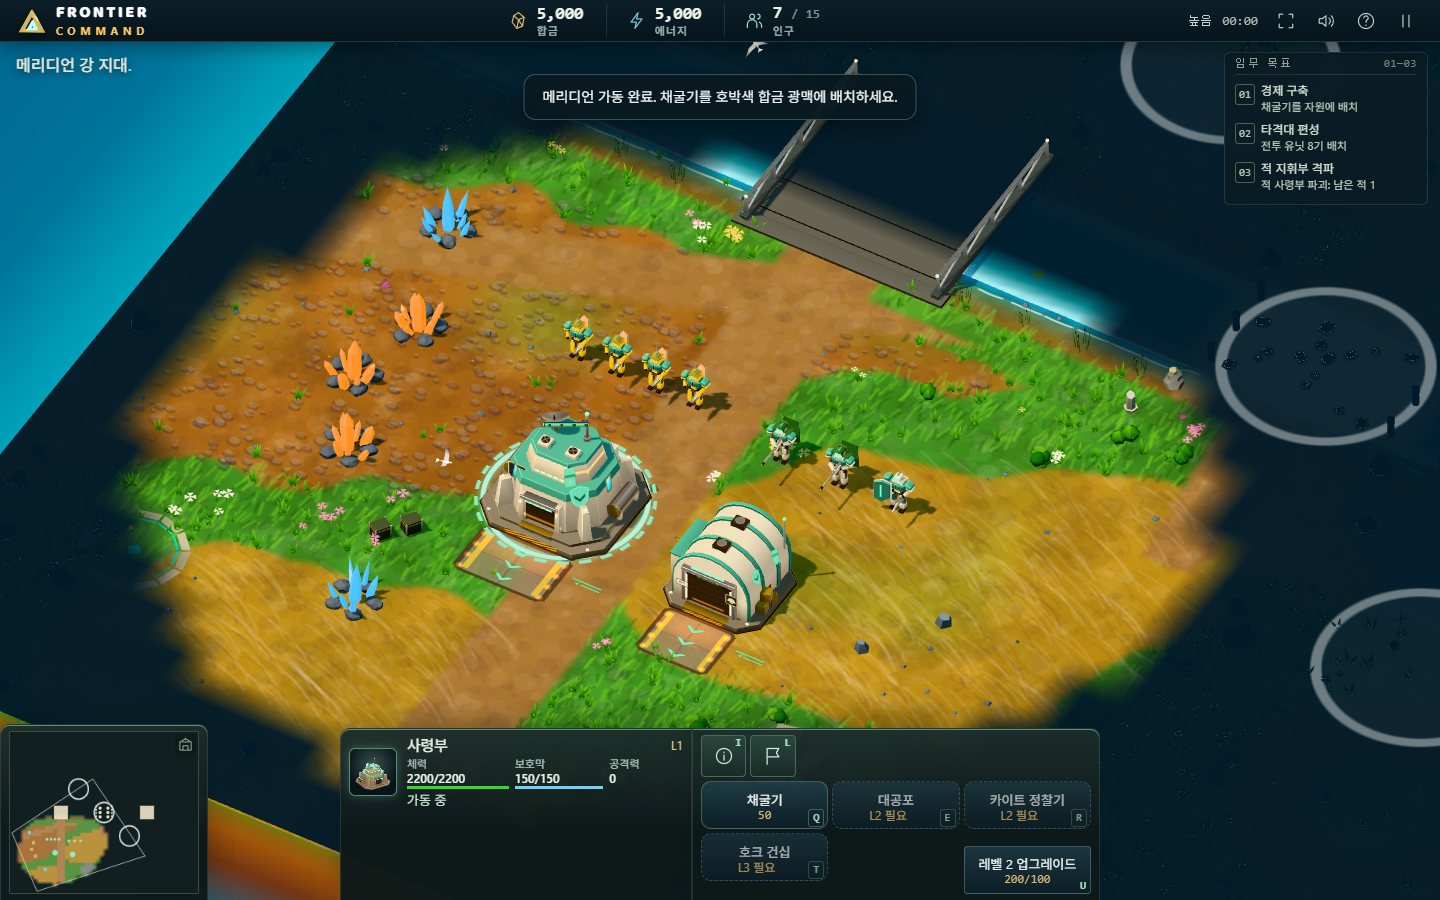 FRONTIER
COMMAND
5,000
합금
5,000
에너지
7 / 15
인구
높음 00:00
메리디언 강 지대.
메리디언 가동 완료. 채굴기를 호박색 합금 광맥에 배치하세요.
임무 목표 01—03
01 경제 구축
채굴기를 자원에 배치
02 타격대 편성
전투 유닛 8기 배치
03 적 지휘부 격파
적 사령부 파괴: 남은 적 1
사령부 L1
체력 보호막 공격력
2200/2200 150/150 0
가동 중
I L
채굴기
50 Q
대공포
L2 필요 E
카이트 정찰기
L2 필요 R
호크 건십
L3 필요 T
레벨 2 업그레이드
200/100 U